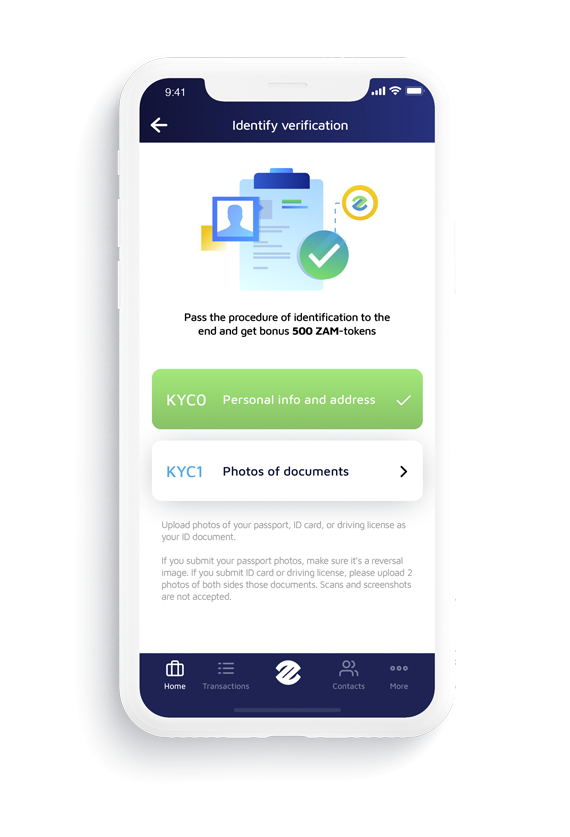 9:41
Identify verification
Pass the procedure of identification to the
end and get bonus 500 ZAM-tokens
KYC0 Personal info and address
KYC1 Photos of documents
Upload photos of your passport, ID card, or driving license as
your ID document.
If you submit your passport photos, make sure it's a reversal
image. If you submit ID card or driving license, please upload 2
photos of both sides those documents. Scans and screenshots
are not accepted.
Home Transactions Contacts More